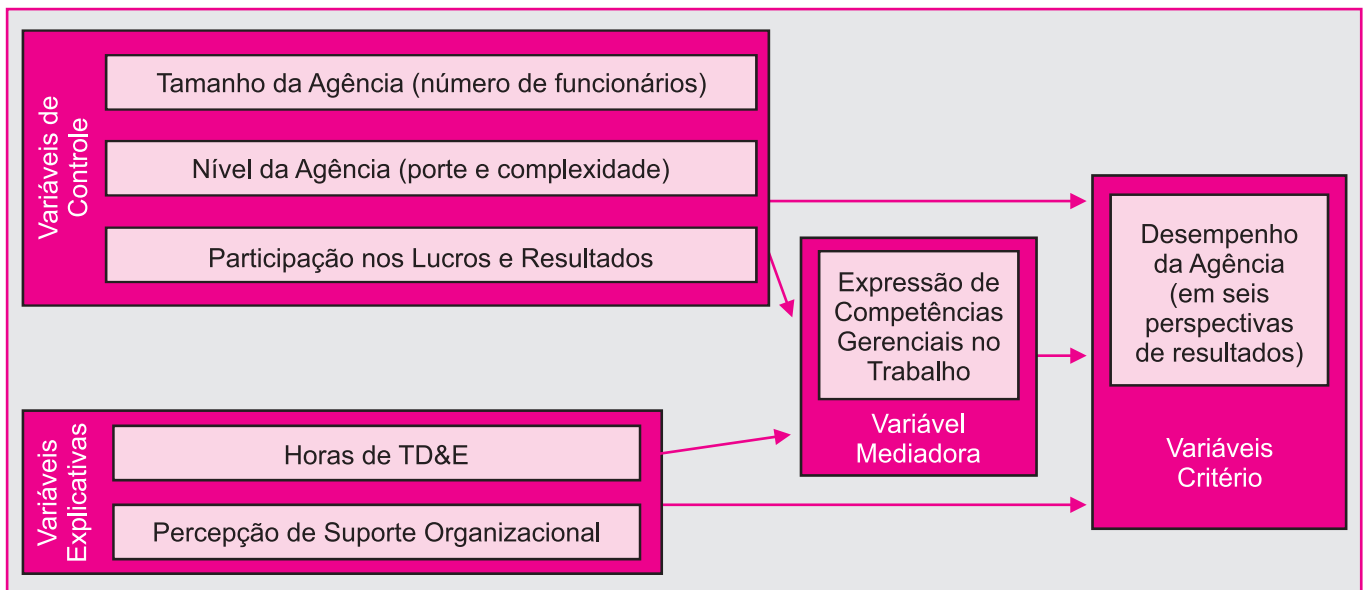 Variáveis de
Controle
Tamanho da Agência (número de funcionários)
Nível da Agência (porte e complexidade)
Participação nos Lucros e Resultados
Variáveis
Explicativas
Horas de TD&E
Percepção de Suporte Organizacional
Expressão de
Competências
Gerenciais no
Trabalho
Variável
Mediadora
Desempenho
da Agência
(em seis
perspectivas
de resultados)
Variáveis
Critério